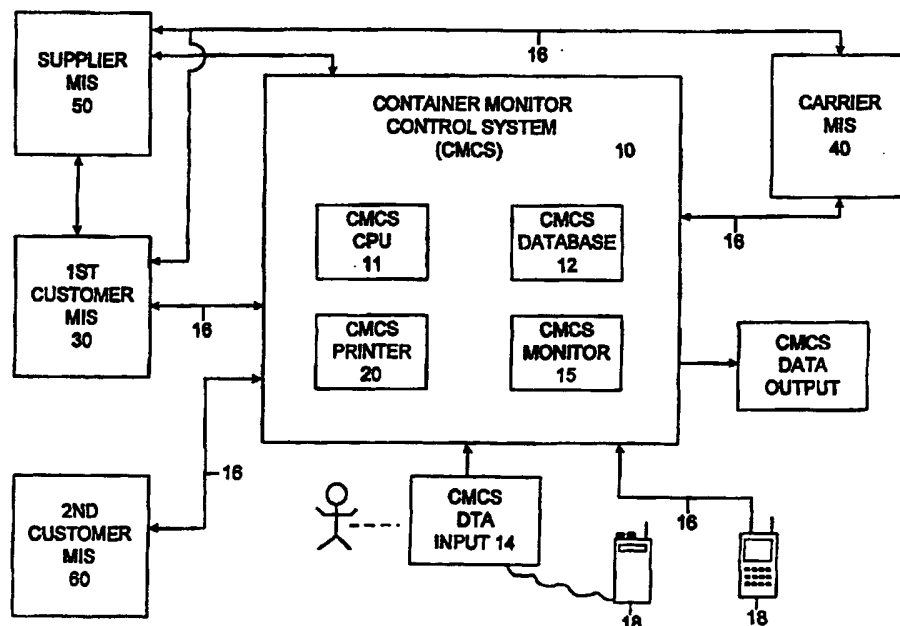 SUPPLIER
MIS
50
16
CONTAINER MONITOR
CONTROL SYSTEM
(CMCS)
10
CARRIER
MIS 40
CMCS
CPU
11
CMCS
DATABASE
12
16
1ST
CUSTOMER
MIS
30
16
CMCS
PRINTER
20
CMCS
MONITOR
15
CMCS
DATA
OUTPUT
16
2ND
CUSTOMER
MIS
60
CMCS
DTA
INPUT 14
16
18
18